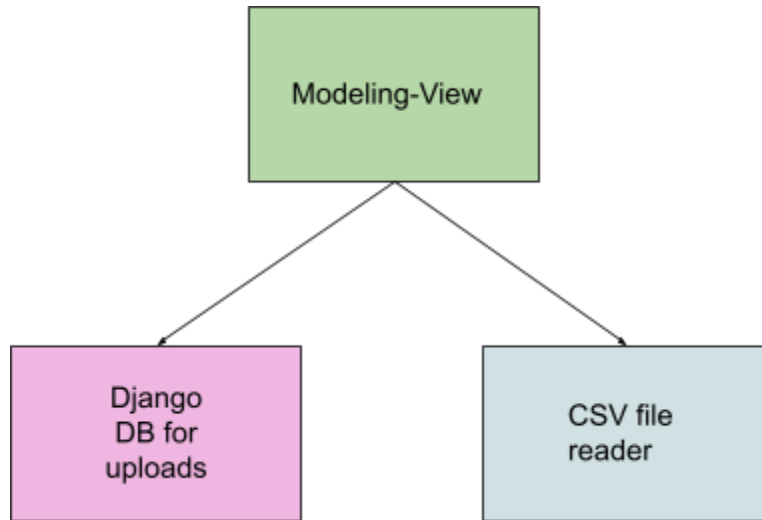 Modeling-View
Django
DB for
uploads
CSV file
reader